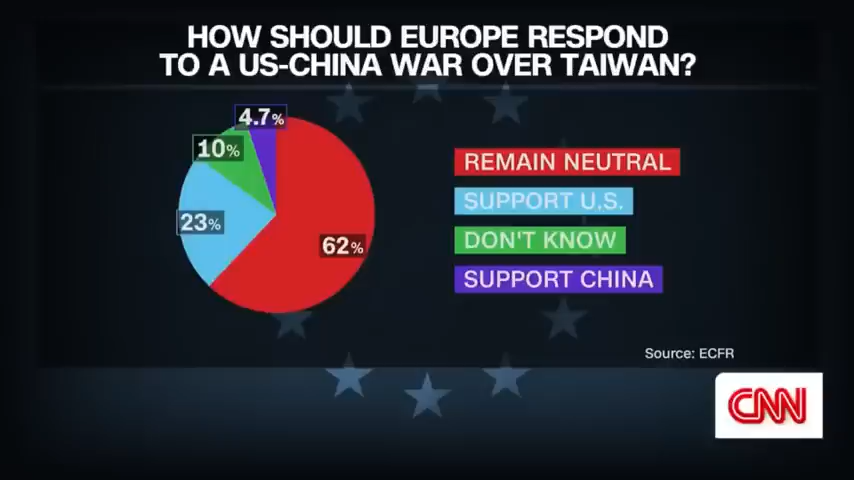 HOW SHOULD EUROPE RESPOND
TO A US-CHINA WAR OVER TAIWAN?
4.7%
10%
23%
62%
REMAIN NEUTRAL
SUPPORT U.S.
DON'T KNOW
SUPPORT CHINA
Source: ECFR
CNN